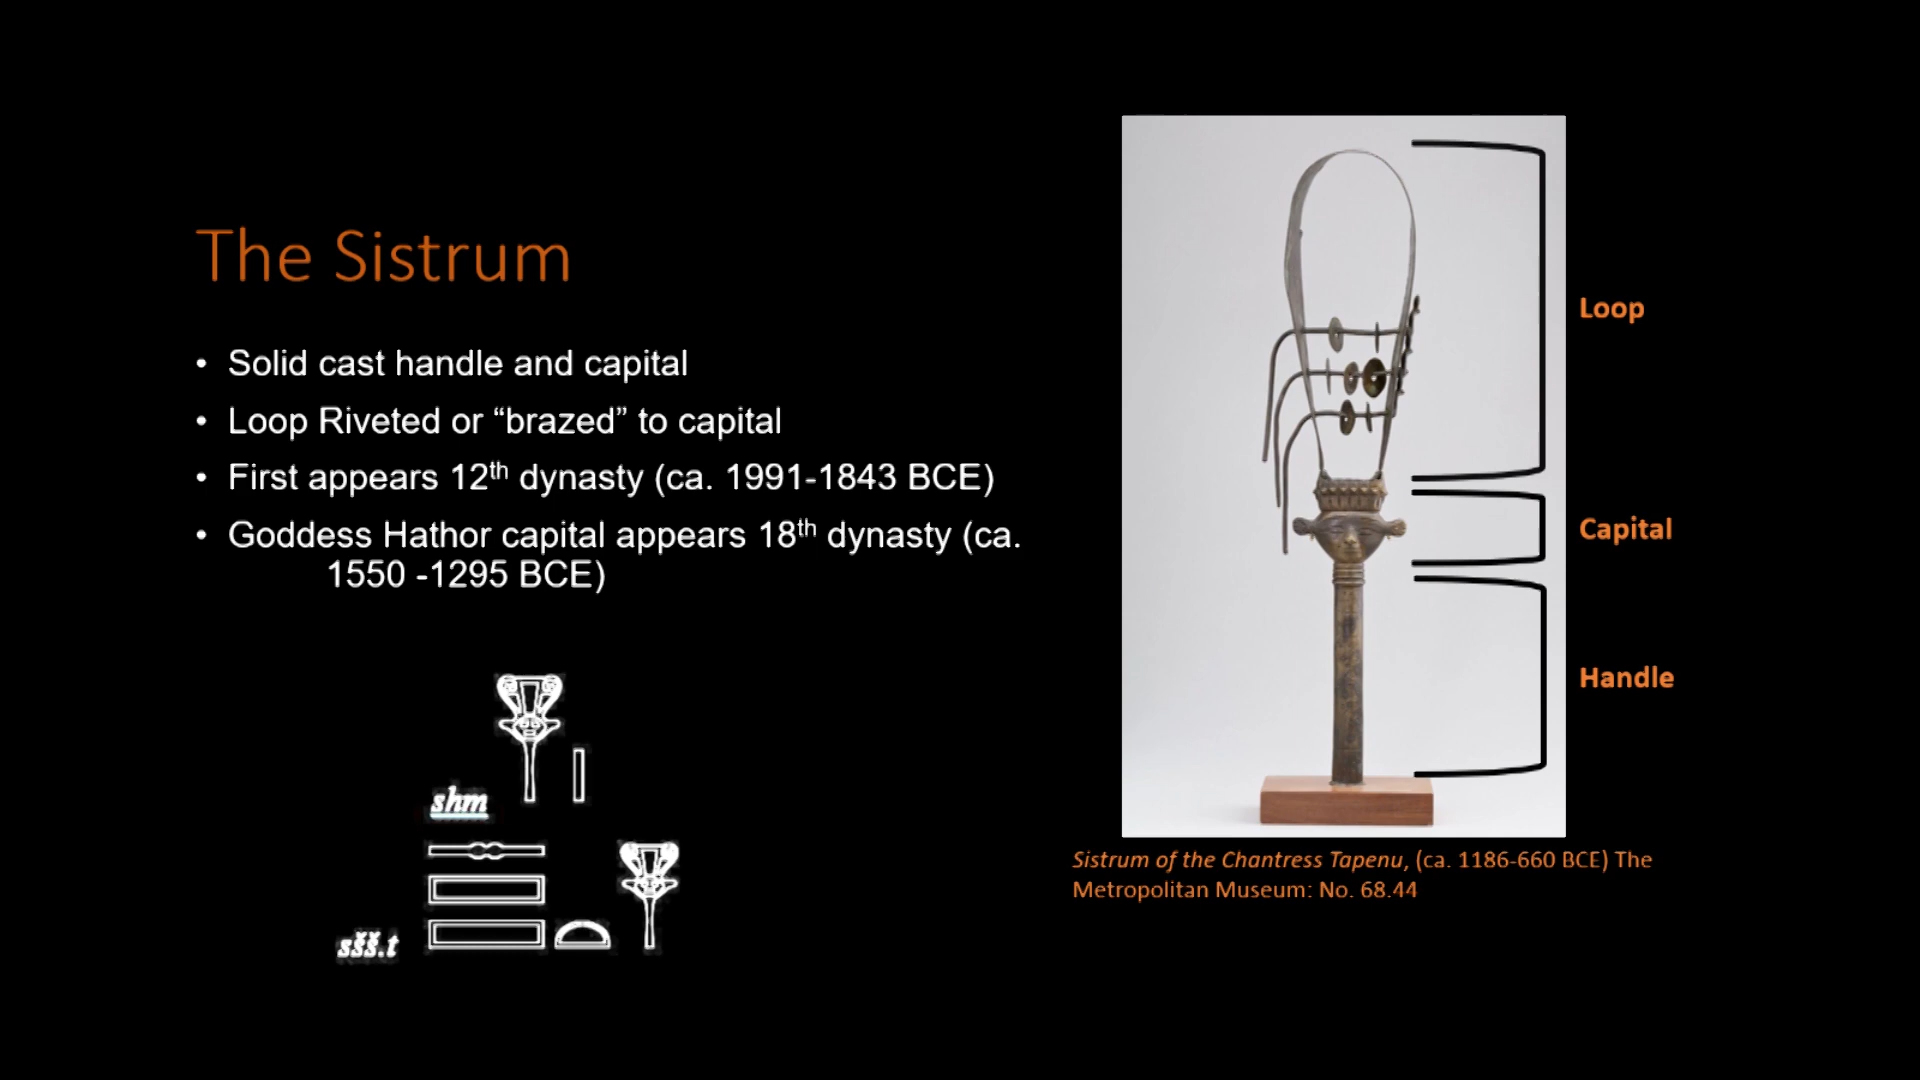 The Sistrum
• Solid cast handle and capital
• Loop Riveted or “brazed” to capital
• First appears 12th dynasty (ca. 1991-1843 BCE)
• Goddess Hathor capital appears 18th dynasty (ca.
1550 -1295 BCE)
shm
sšš.t
Loop
Capital
Handle
Sistrum of the Chantress Tapenu, (ca. 1186-660 BCE) The
Metropolitan Museum: No. 68.44